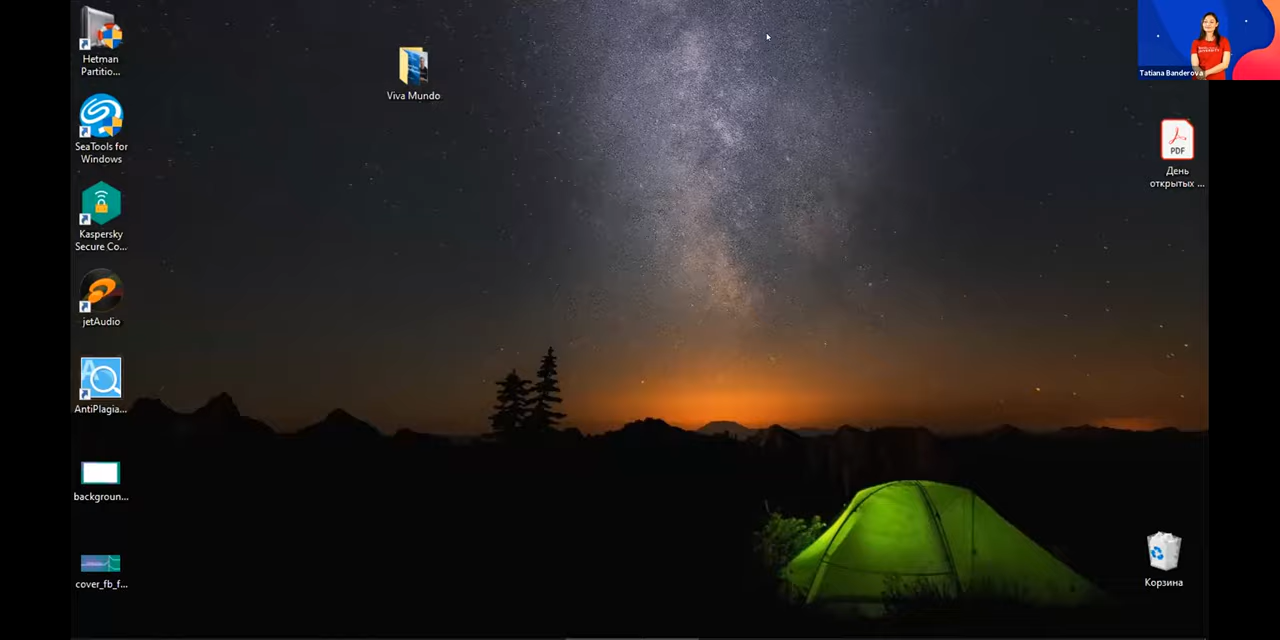 Hetman
Partitio...
SeaTools for
Windows
Kaspersky
Secure Co...
jetAudio
AntiPlagia...
backgroun...
cover_fb_f...
Viva Mundo
Tatiana Banderova
PDF
День
открытых ...
Корзина